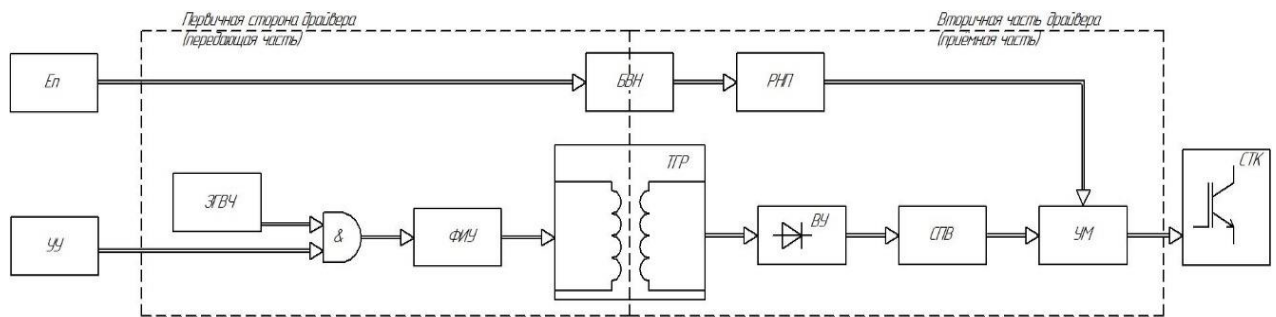 Первичная сторона драйвера
(передающая часть)
Вторичная часть драйвера
(приемная часть)
Еп
БВН
РНП
ТГР
СТК
ЗГВЧ
&
ФИУ
ВУ
СПВ
УМ
УУ